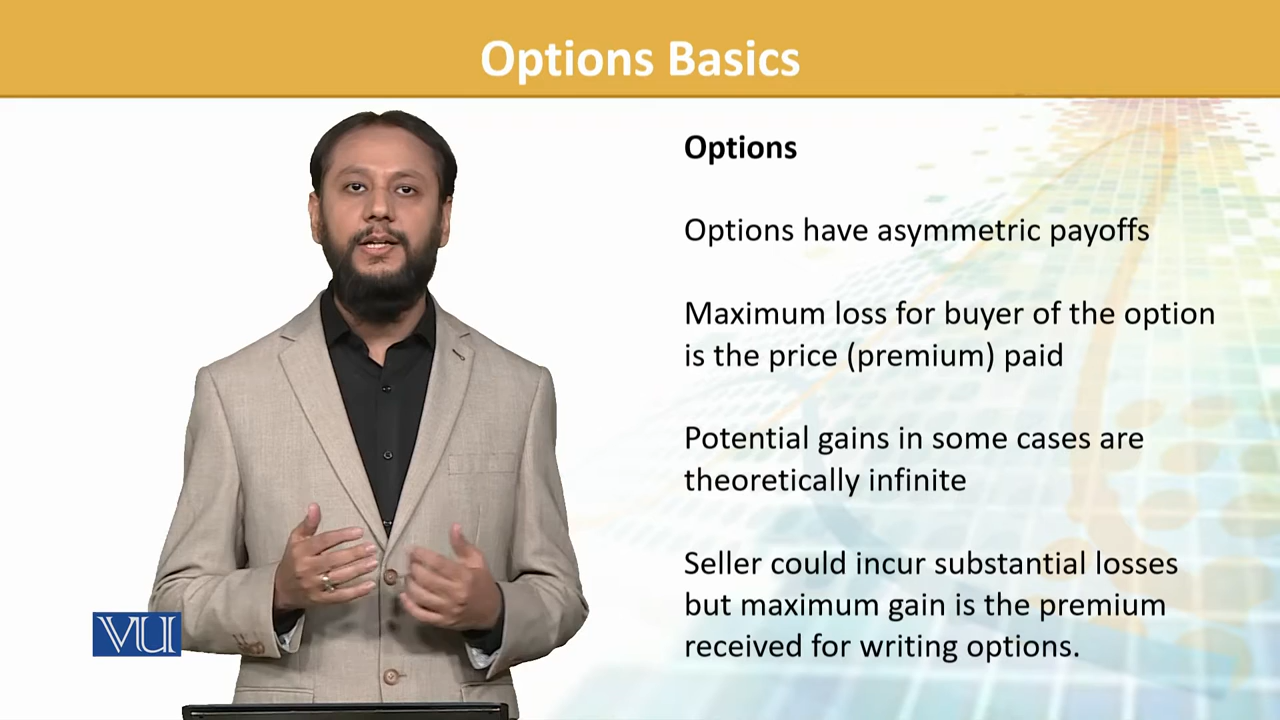 Options Basics
Options
Options have asymmetric payoffs
Maximum loss for buyer of the option
is the price (premium) paid
Potential gains in some cases are
theoretically infinite
Seller could incur substantial losses
but maximum gain is the premium
received for writing options.
VU